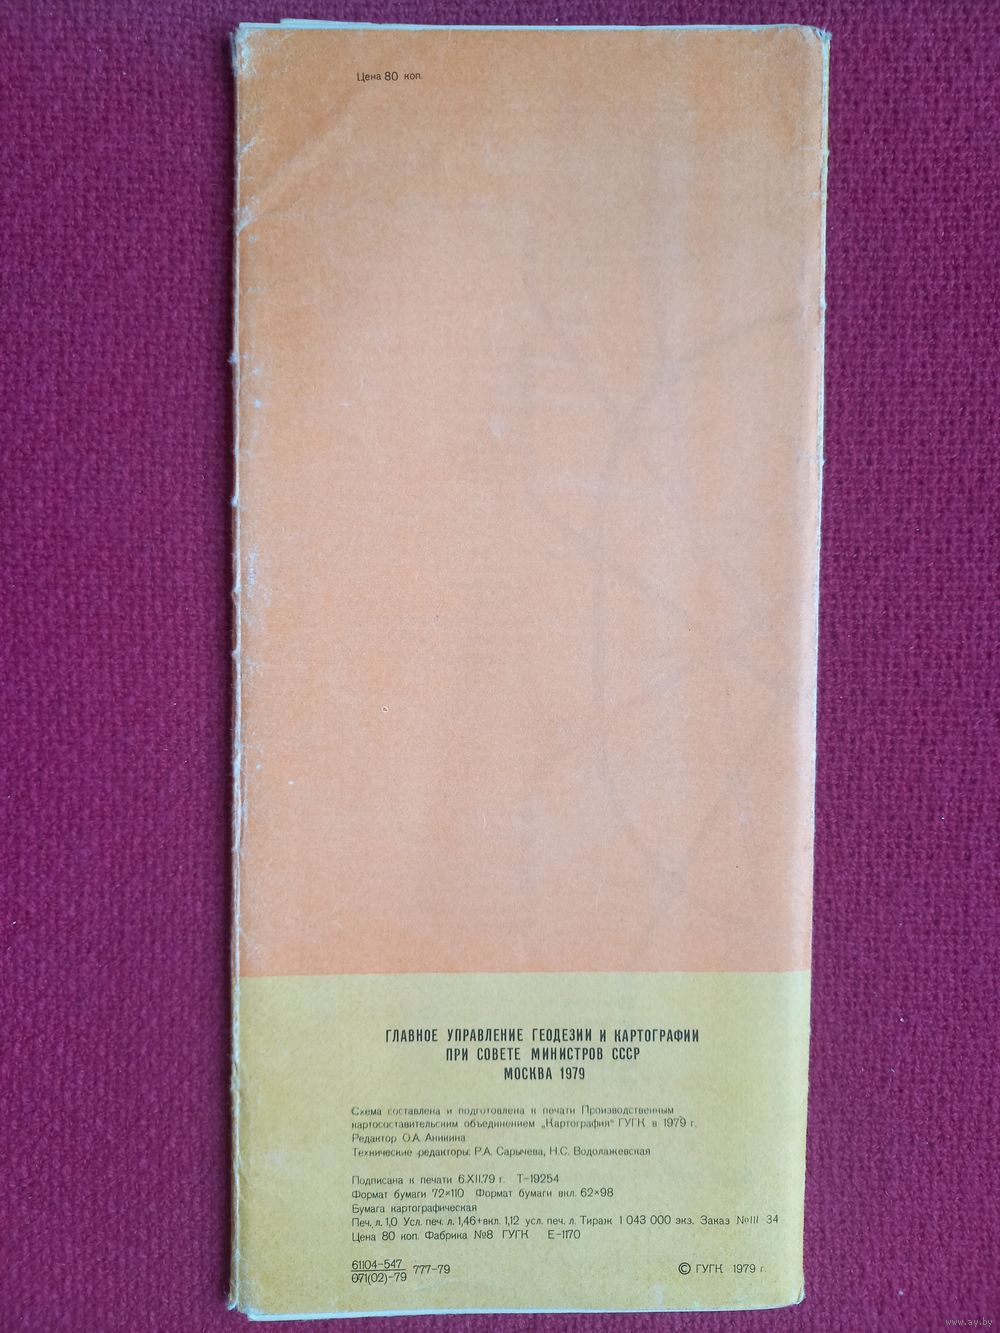 Цена 80 коп.
ГЛАВНОЕ УПРАВЛЕНИЕ ГЕОДЕЗИИ И КАРТОГРАФИИ
ПРИ СОВЕТЕ МИНИСТРОВ СССР
МОСКВА 1979
Схема составлена и подготовлена к печати Производственным
картосоставительским объединением „Картография" ГУГК в 1979 г.
Редактор О.А. Аникина
Технические редакторы: Р.А. Сарычева, Н.С. Водолажевская
Подписана к печати 6.XII.79 г. Т-19254
Формат бумаги 72×110 Формат бумаги вкл. 62×98
Бумага картографическая
Печ. л. 1,0 Усл. печ. л. 1,46+вкл. 1,12 усл. печ. л. Тираж 1 043 000 экз. Заказ №III 34
Цена 80 коп. Фабрика №8 ГУГК Е-1170
61104-547
071(02)-79 777-79
© ГУГК 1979 г.
www.ay.by